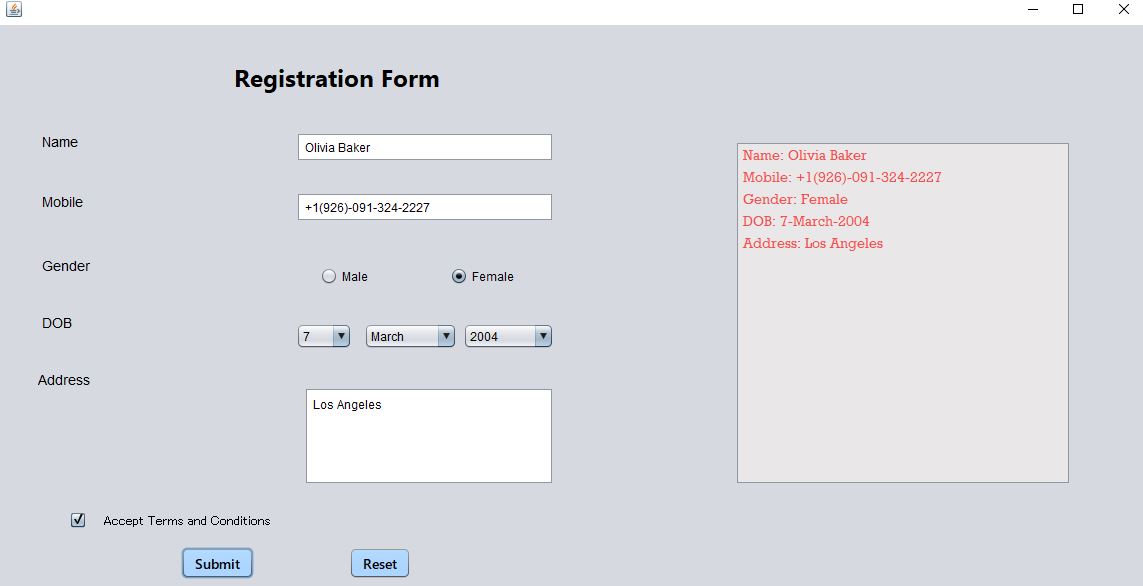 Registration Form
Name
Olivia Baker
Mobile
+1(926)-091-324-2227
Gender
Male
Female
DOB
7
March
2004
Address
Los Angeles
Accept Terms and Conditions
Submit
Reset
Name: Olivia Baker
Mobile: +1(926)-091-324-2227
Gender: Female
DOB: 7-March-2004
Address: Los Angeles